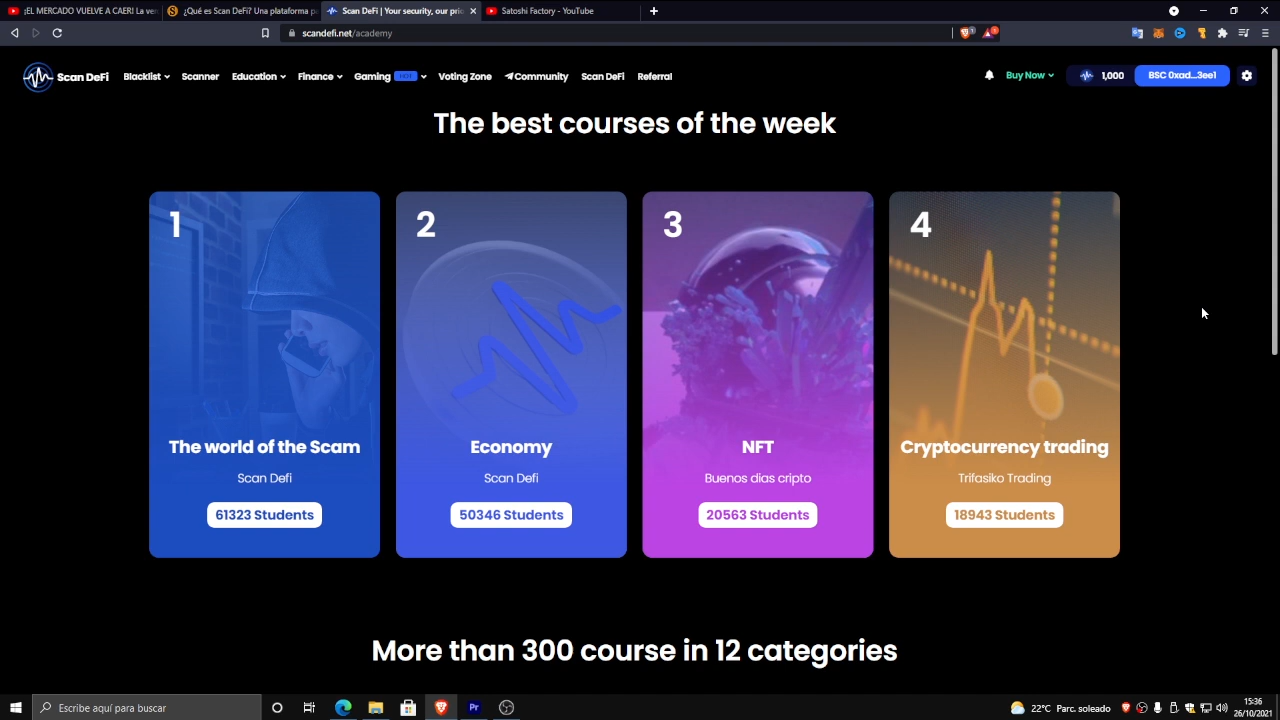 ¡EL MERCADO VUELVE A CAER! La ven
¿Qué es Scan DeFi? Una plataforma p
Scan DeFi | Your security, our prio
Satoshi Factory - YouTube
scandefi.net/academy
Scan DeFi
Blacklist
Scanner
Education
Finance
Gaming
HOT
Voting Zone
Community
Scan DeFi
Referral
Buy Now
1,000
BSC 0xad...3ee1
The best courses of the week
1
The world of the Scam
Scan Defi
61323 Students
2
Economy
Scan Defi
50346 Students
3
NFT
Buenos dias cripto
20563 Students
4
Cryptocurrency trading
Trifasiko Trading
18943 Students
More than 300 course in 12 categories
Escribe aquí para buscar
Pr
22°C Parc. soleado
15:36
26/10/2021